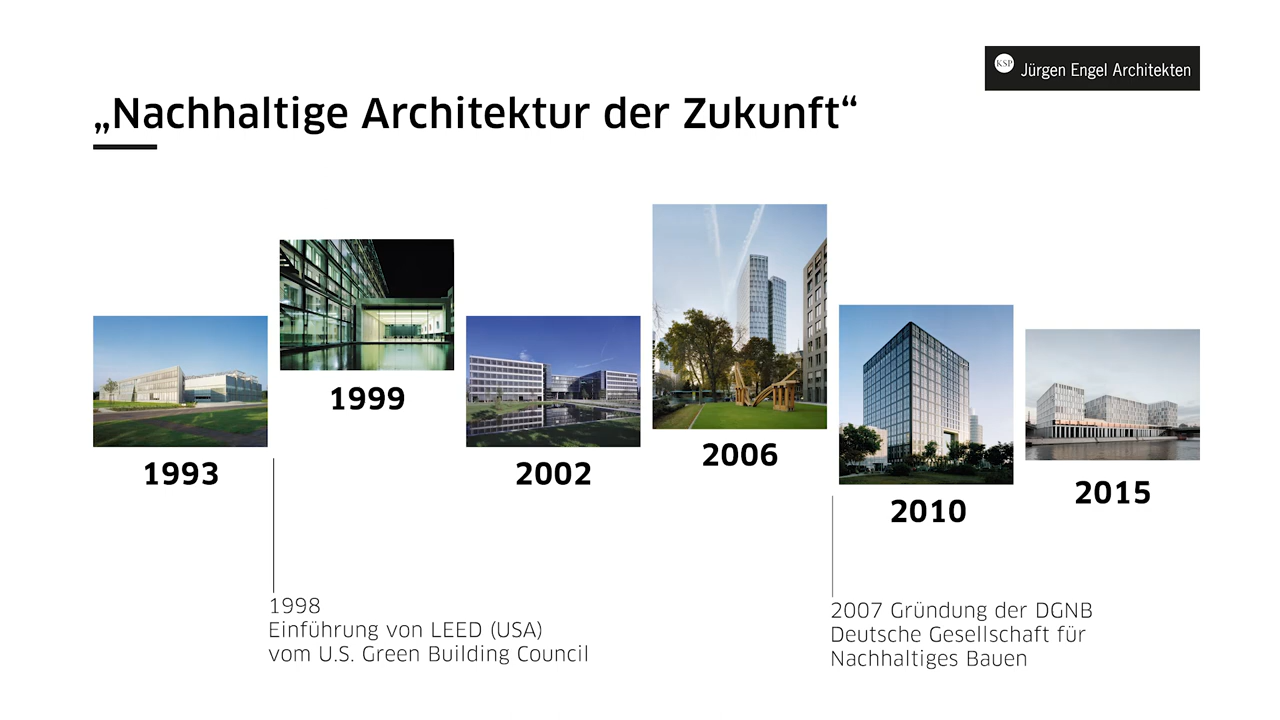 KSP Jürgen Engel Architekten
„Nachhaltige Architektur der Zukunft“
1993
1999
2002
2006
2010
2015
1998
Einführung von LEED (USA)
vom U.S. Green Building Council
2007 Gründung der DGNB
Deutsche Gesellschaft für
Nachhaltiges Bauen